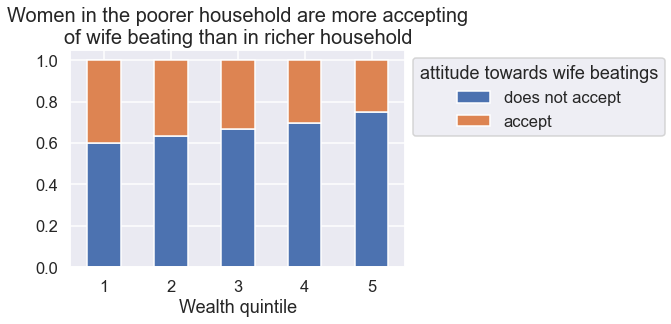 Women in the poorer household are more accepting
of wife beating than in richer household
1.0
0.8
0.6
0.4
0.2
0.0
1 2 3 4 5
Wealth quintile
attitude towards wife beatings
does not accept
accept